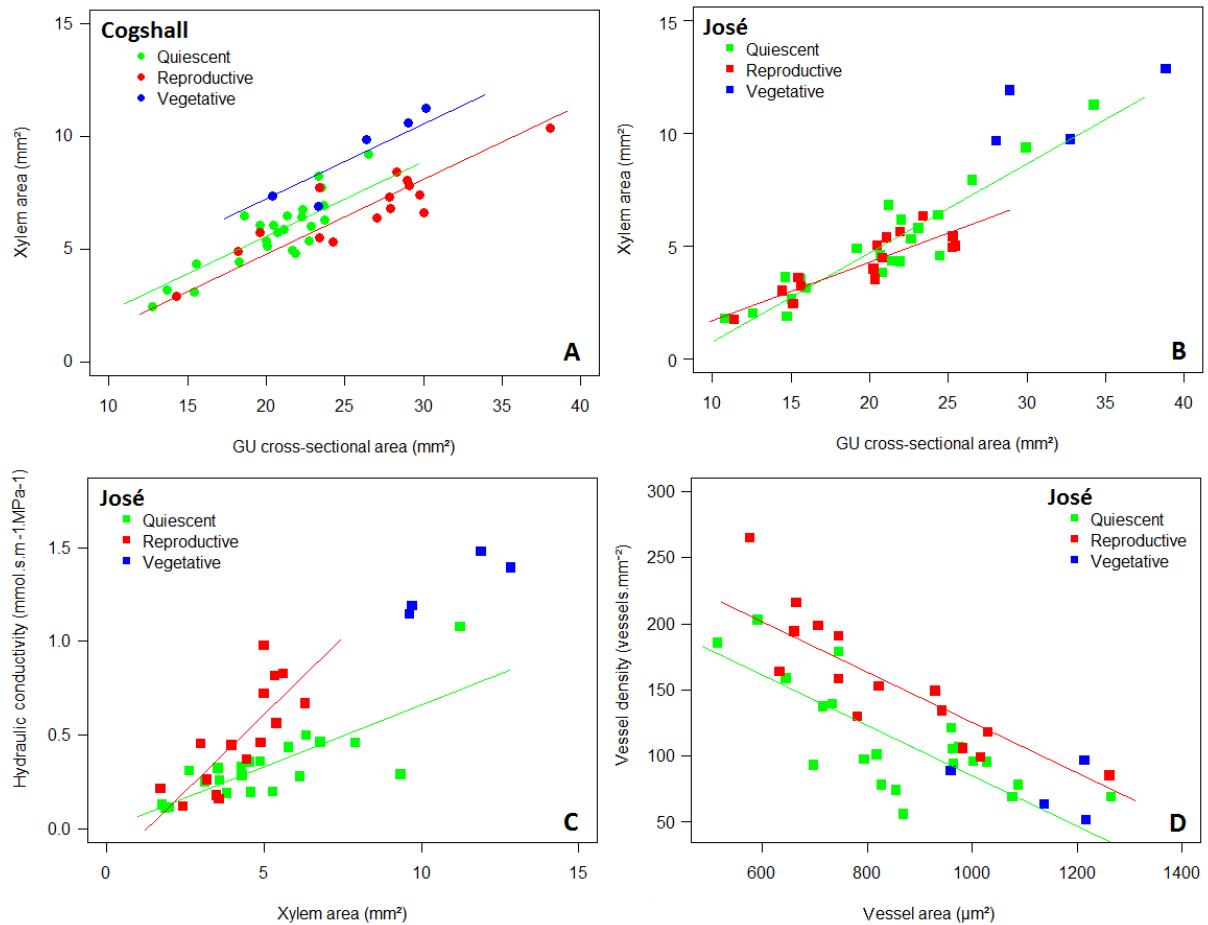 Cogshall
Quiescent
Reproductive
Vegetative
15
10
5
0
Xylem area (mm²)
A
10 15 20 25 30 35 40
GU cross-sectional area (mm²)
José
Quiescent
Reproductive
Vegetative
15
10
5
0
Xylem area (mm²)
B
10 15 20 25 30 35 40
GU cross-sectional area (mm²)
José
Quiescent
Reproductive
Vegetative
1.5
1.0
0.5
0.0
Hydraulic conductivity (mmol.s.m-1.MPa-1)
C
0 5 10 15
Xylem area (mm²)
José
Quiescent
Reproductive
Vegetative
300
250
200
150
100
50
Vessel density (vessels.mm⁻²)
D
600 800 1000 1200 1400
Vessel area (µm²)